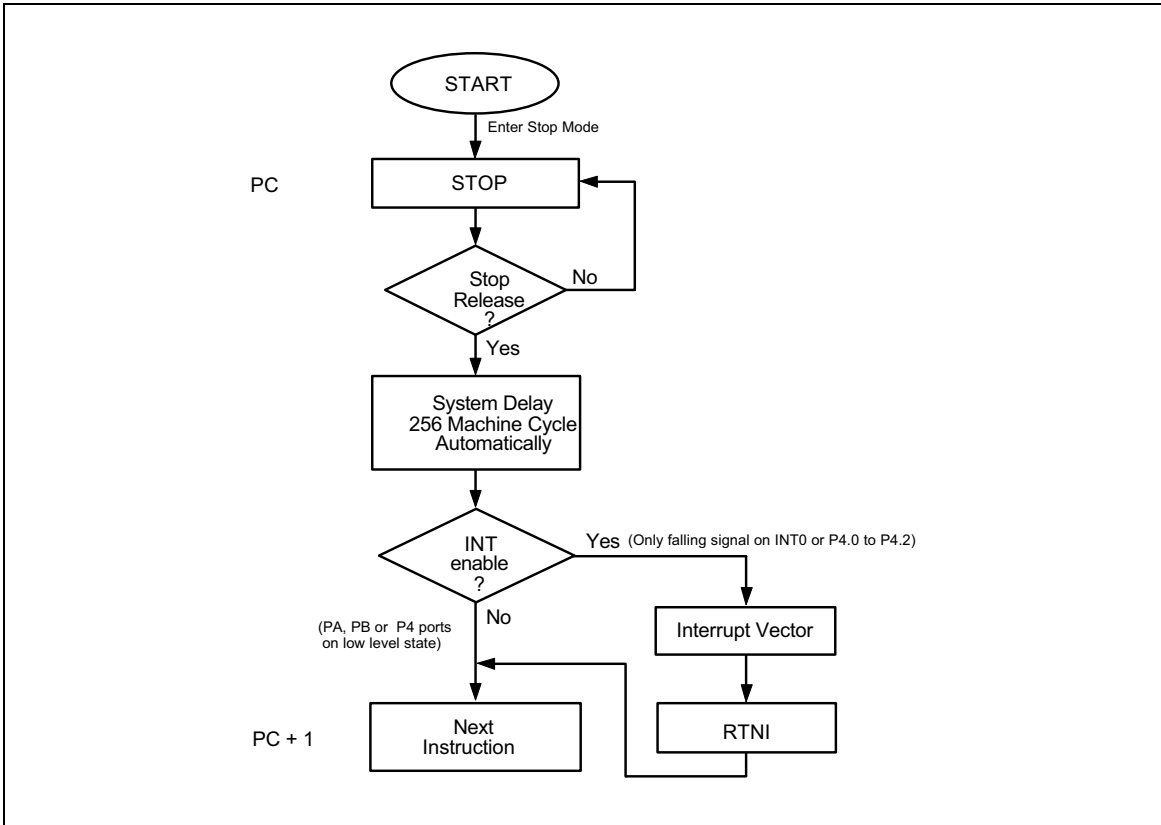 START
Enter Stop Mode
PC
STOP
Stop
Release
?
No
Yes
System Delay
256 Machine Cycle
Automatically
INT
enable
?
Yes (Only falling signal on INT0 or P4.0 to P4.2)
No
(PA, PB or P4 ports
on low level state)
Interrupt Vector
PC + 1
Next
Instruction
RTNI